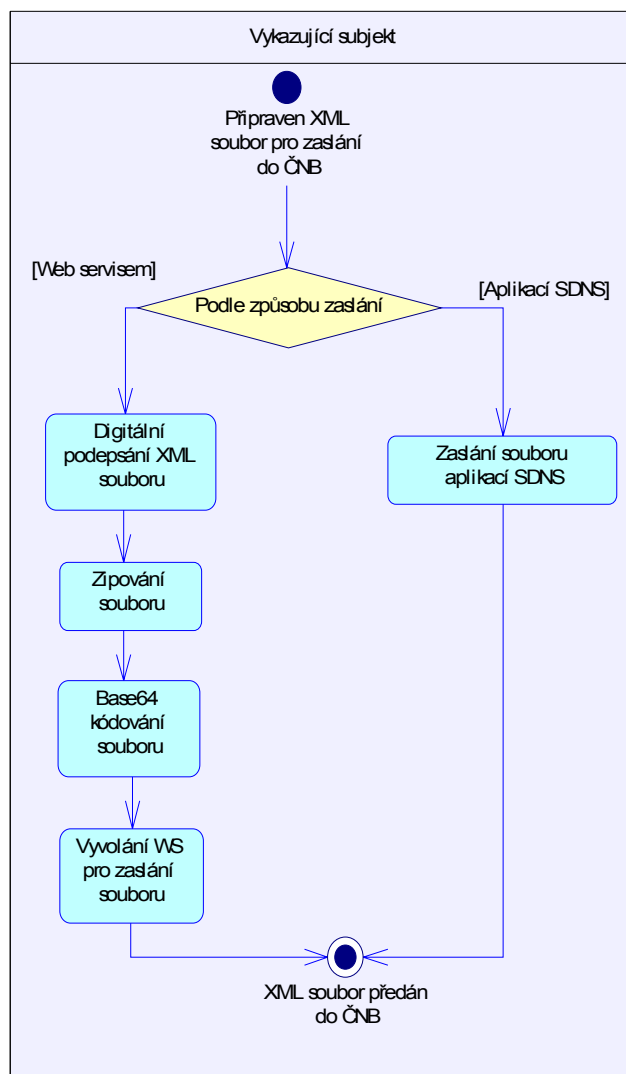 Vykazující subjekt
Připraven XML
soubor pro zaslání
do ČNB
[Web servisem]
[Aplikací SDNS]
Podle způsobu zaslání
Digitální
podepsání XML
souboru
Zaslání souboru
aplikací SDNS
Zipování
souboru
Base64
kódování
souboru
Vyvolání WS
pro zaslání
souboru
XML soubor předán
do ČNB